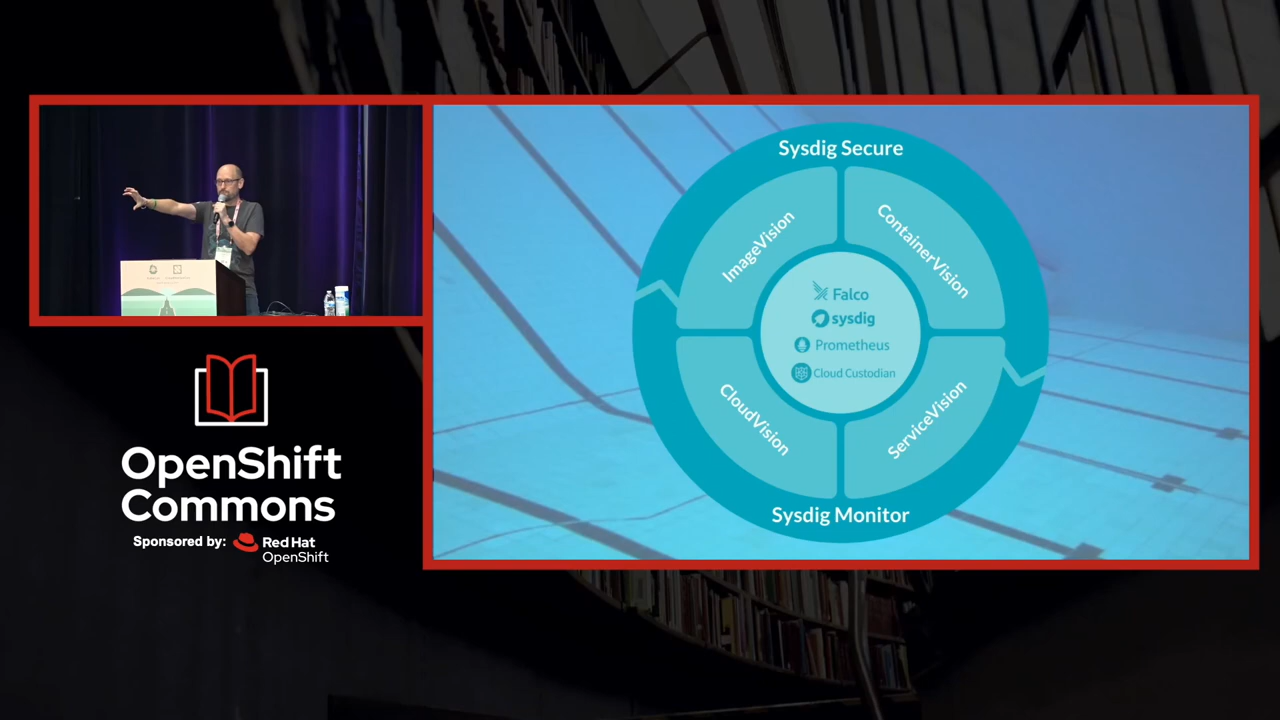 Sysdig Secure
ImageVision
ContainerVision
Falco
sysdig
Prometheus
Cloud Custodian
CloudVision
ServiceVision
Sysdig Monitor
OpenShift
Commons
Sponsored by:
Red Hat
OpenShift